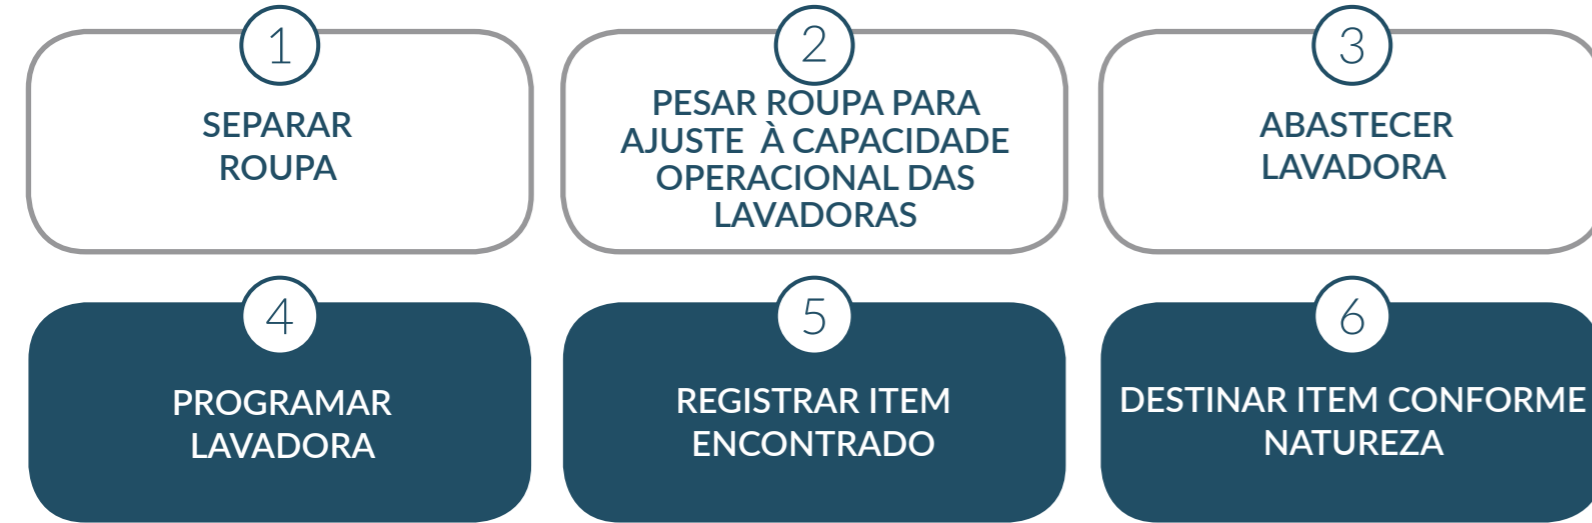 1
SEPARAR
ROUPA
2
PESAR ROUPA PARA
AJUSTE À CAPACIDADE
OPERACIONAL DAS
LAVADORAS
3
ABASTECER
LAVADORA
4
PROGRAMAR
LAVADORA
5
REGISTRAR ITEM
ENCONTRADO
6
DESTINAR ITEM CONFORME
NATUREZA